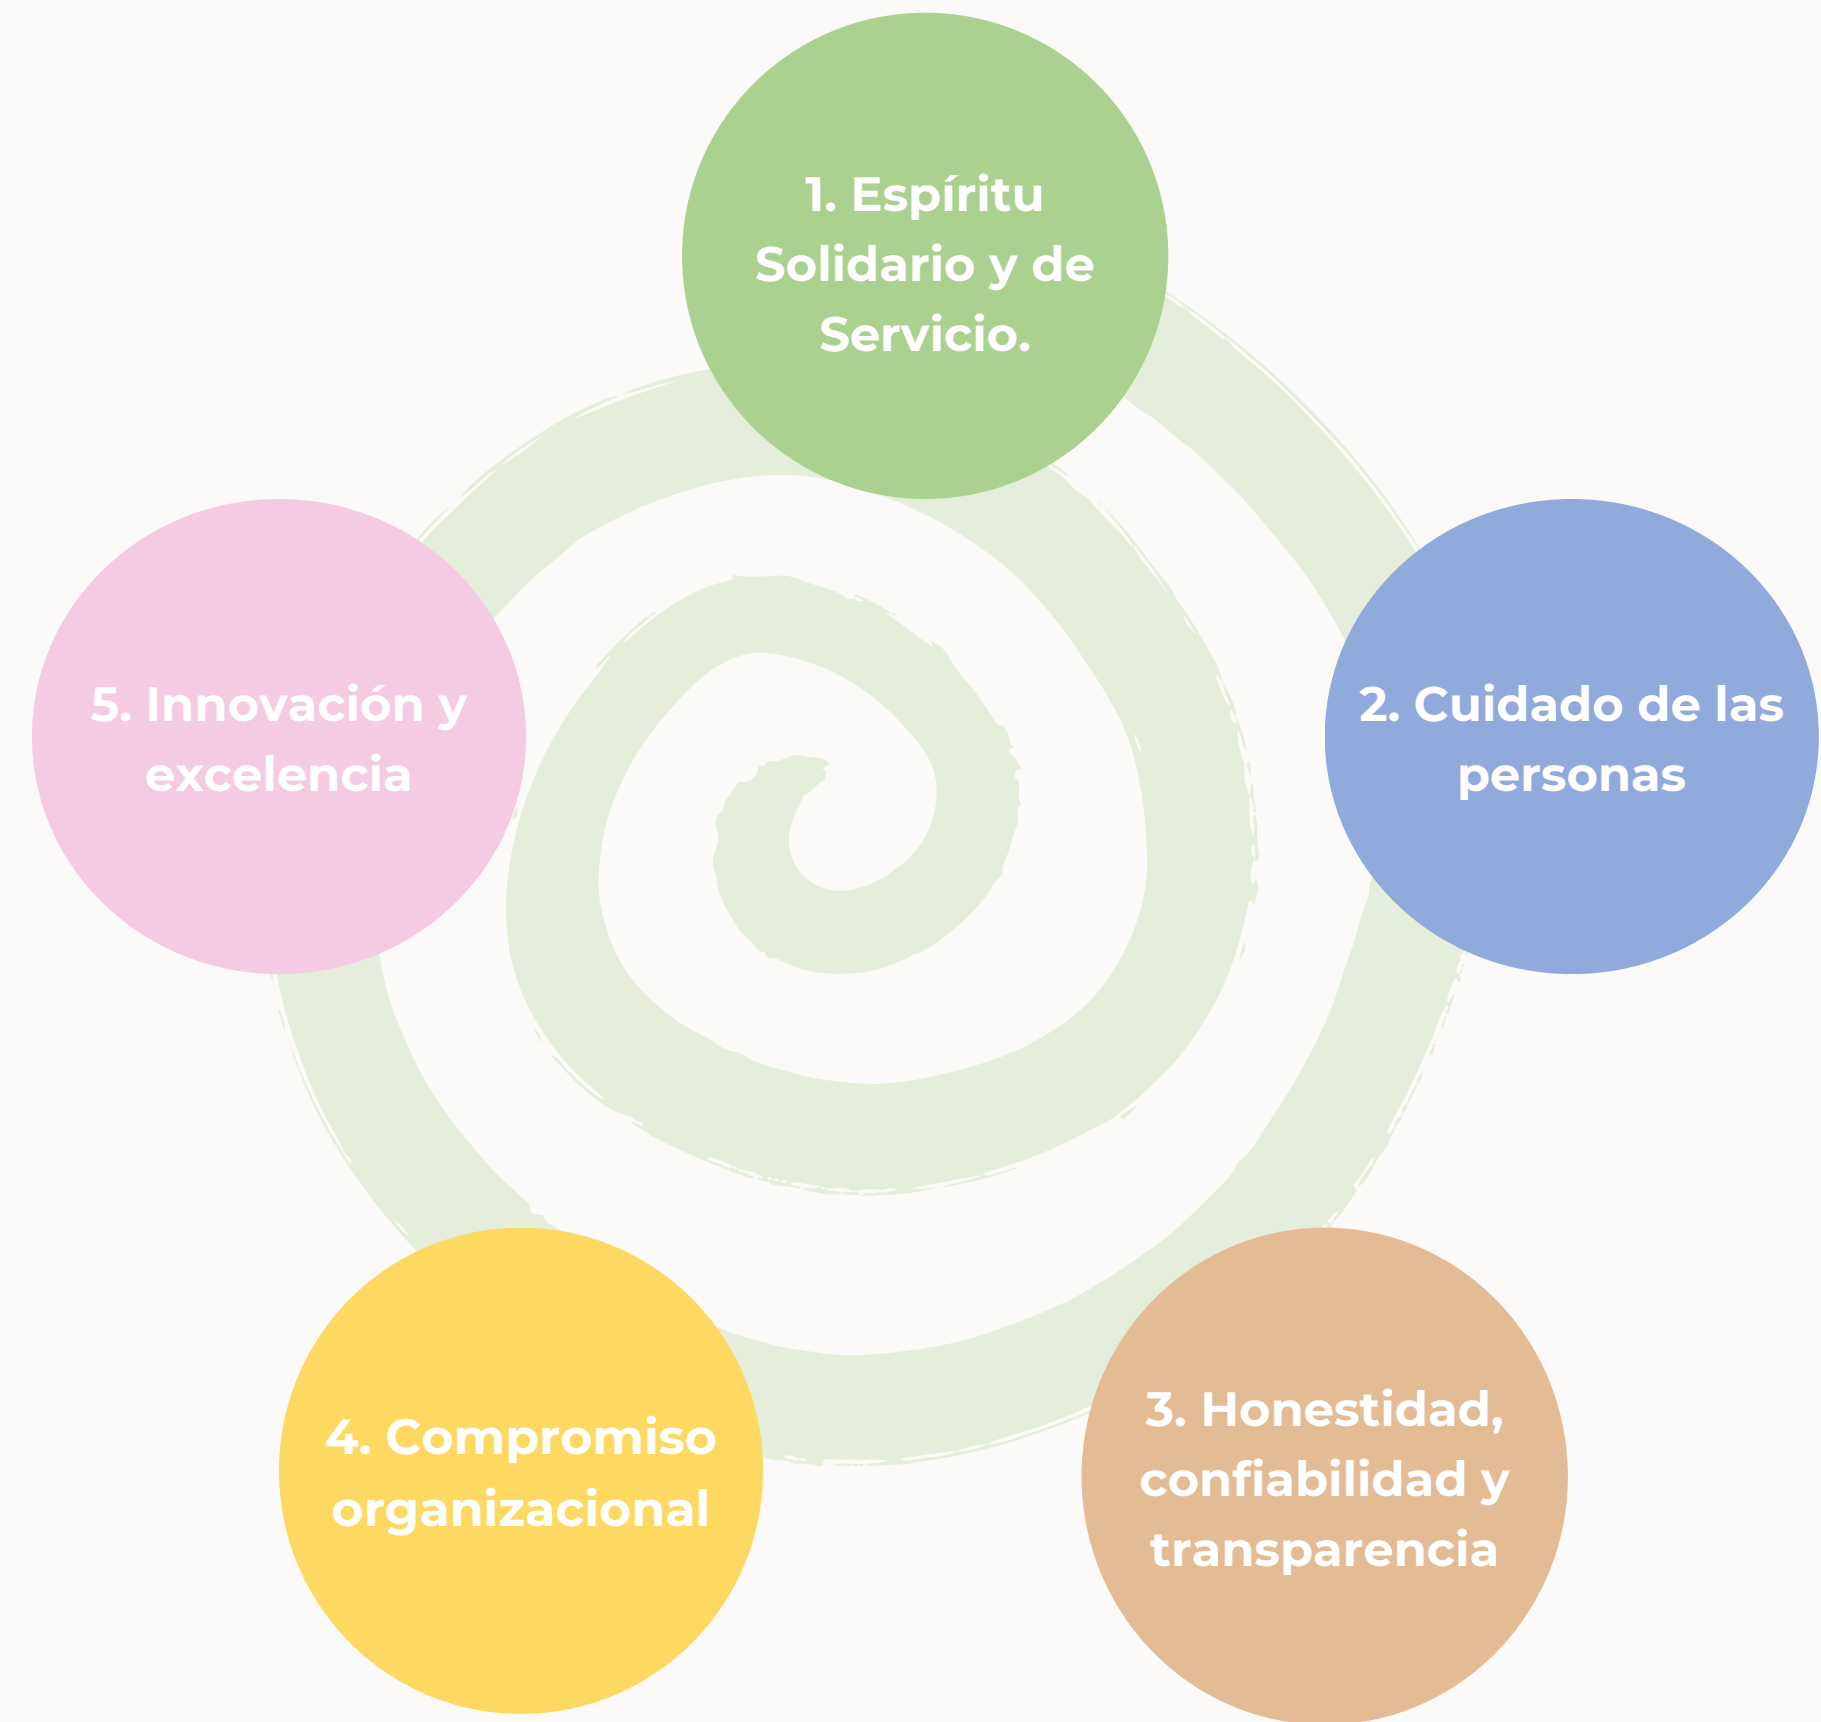 1. Espíritu
Solidario y de
Servicio.
2. Cuidado de las
personas
3. Honestidad,
confiabilidad y
transparencia
4. Compromiso
organizacional
5. Innovación y
excelencia